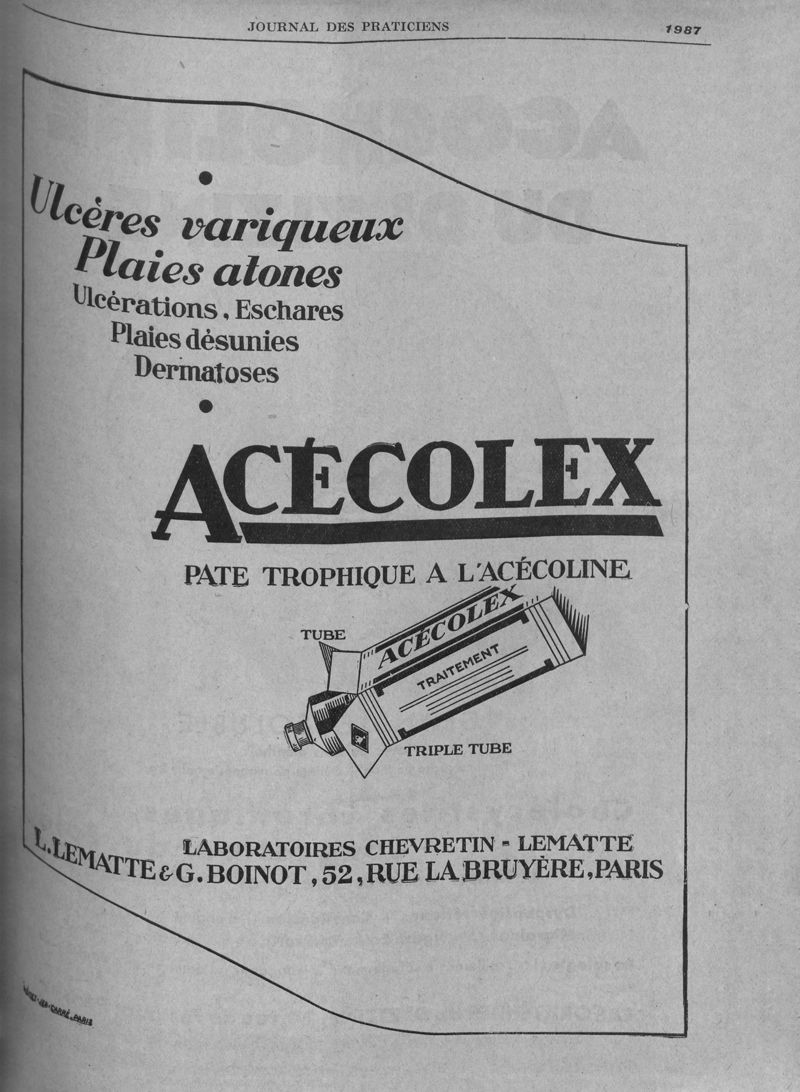 JOURNAL DES PRATICIENS 1987
Ulcères variqueux
Plaies atones
Ulcérations, Eschares
Plaies désunies
Dermatoses
ACÉCOLEX
PATE TROPHIQUE A L'ACÉCOLINE
TUBE
ACÉCOLEX
TRAITEMENT
TRIPLE TUBE
LABORATOIRES CHEVRETIN - LEMATTE
L. LEMATTE & G. BOINOT, 52, RUE LA BRUYÈRE, PARIS
PARIS